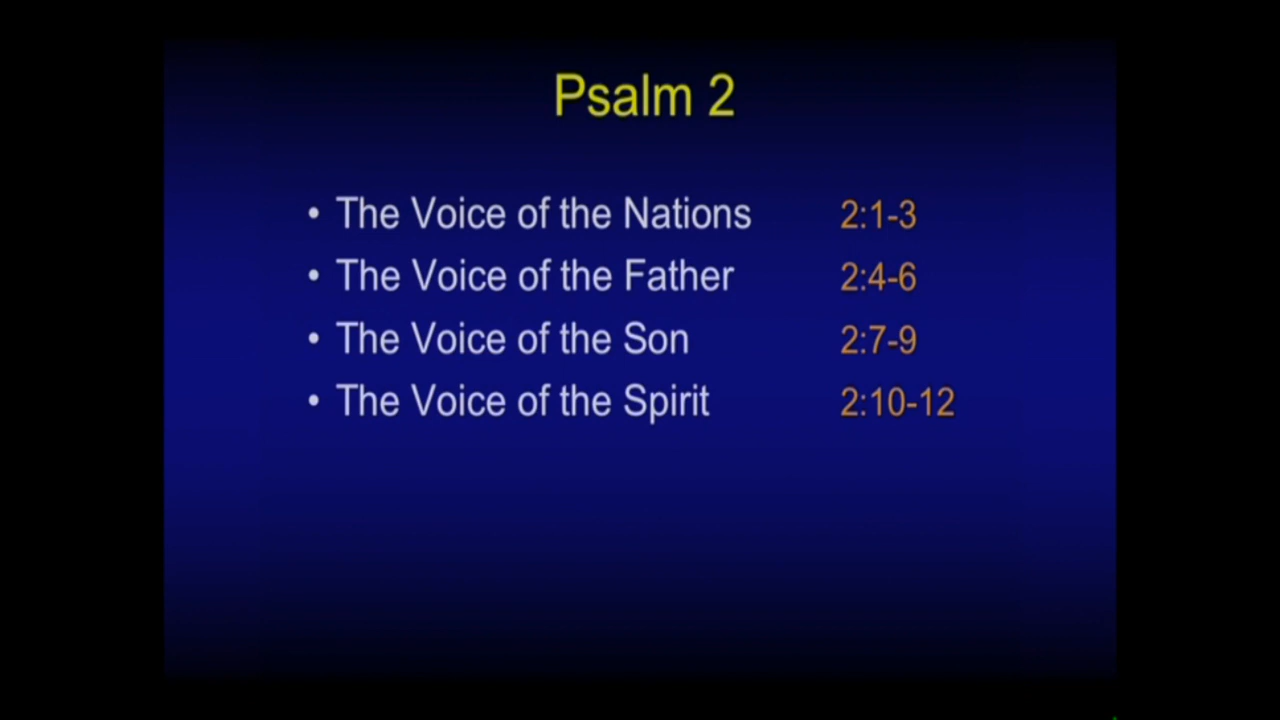 Psalm 2
• The Voice of the Nations 2:1-3
• The Voice of the Father 2:4-6
• The Voice of the Son 2:7-9
• The Voice of the Spirit 2:10-12